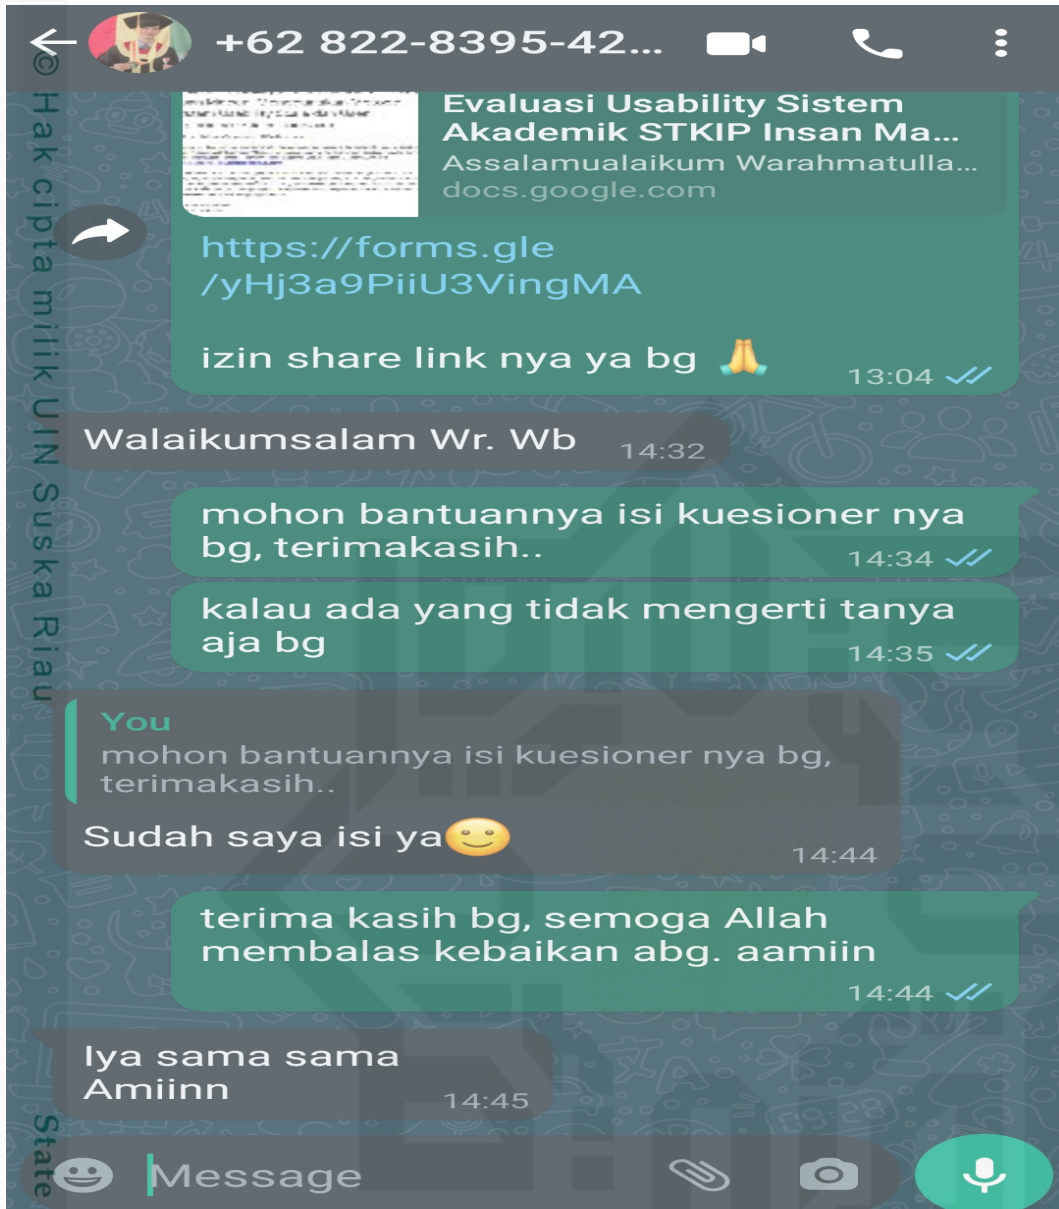 +62 822-8395-42...
Evaluasi Usability Sistem
Akademik STKIP Insan Ma...
Assalamualaikum Warahmatulla...
docs.google.com
https://forms.gle
/yHj3a9PiiU3VingMA
izin share link nya ya bg
13:04
Walaikumsalam Wr. Wb
14:32
mohon bantuannya isi kuesioner nya
bg, terimakasih..
14:34
kalau ada yang tidak mengerti tanya
aja bg
14:35
You
mohon bantuannya isi kuesioner nya bg,
terimakasih..
Sudah saya isi ya
14:44
terima kasih bg, semoga Allah
membalas kebaikan abg. aamiin
14:44
Iya sama sama
Amiinn
14:45
Message
© Hak cipta milik UIN Suska Riau
State